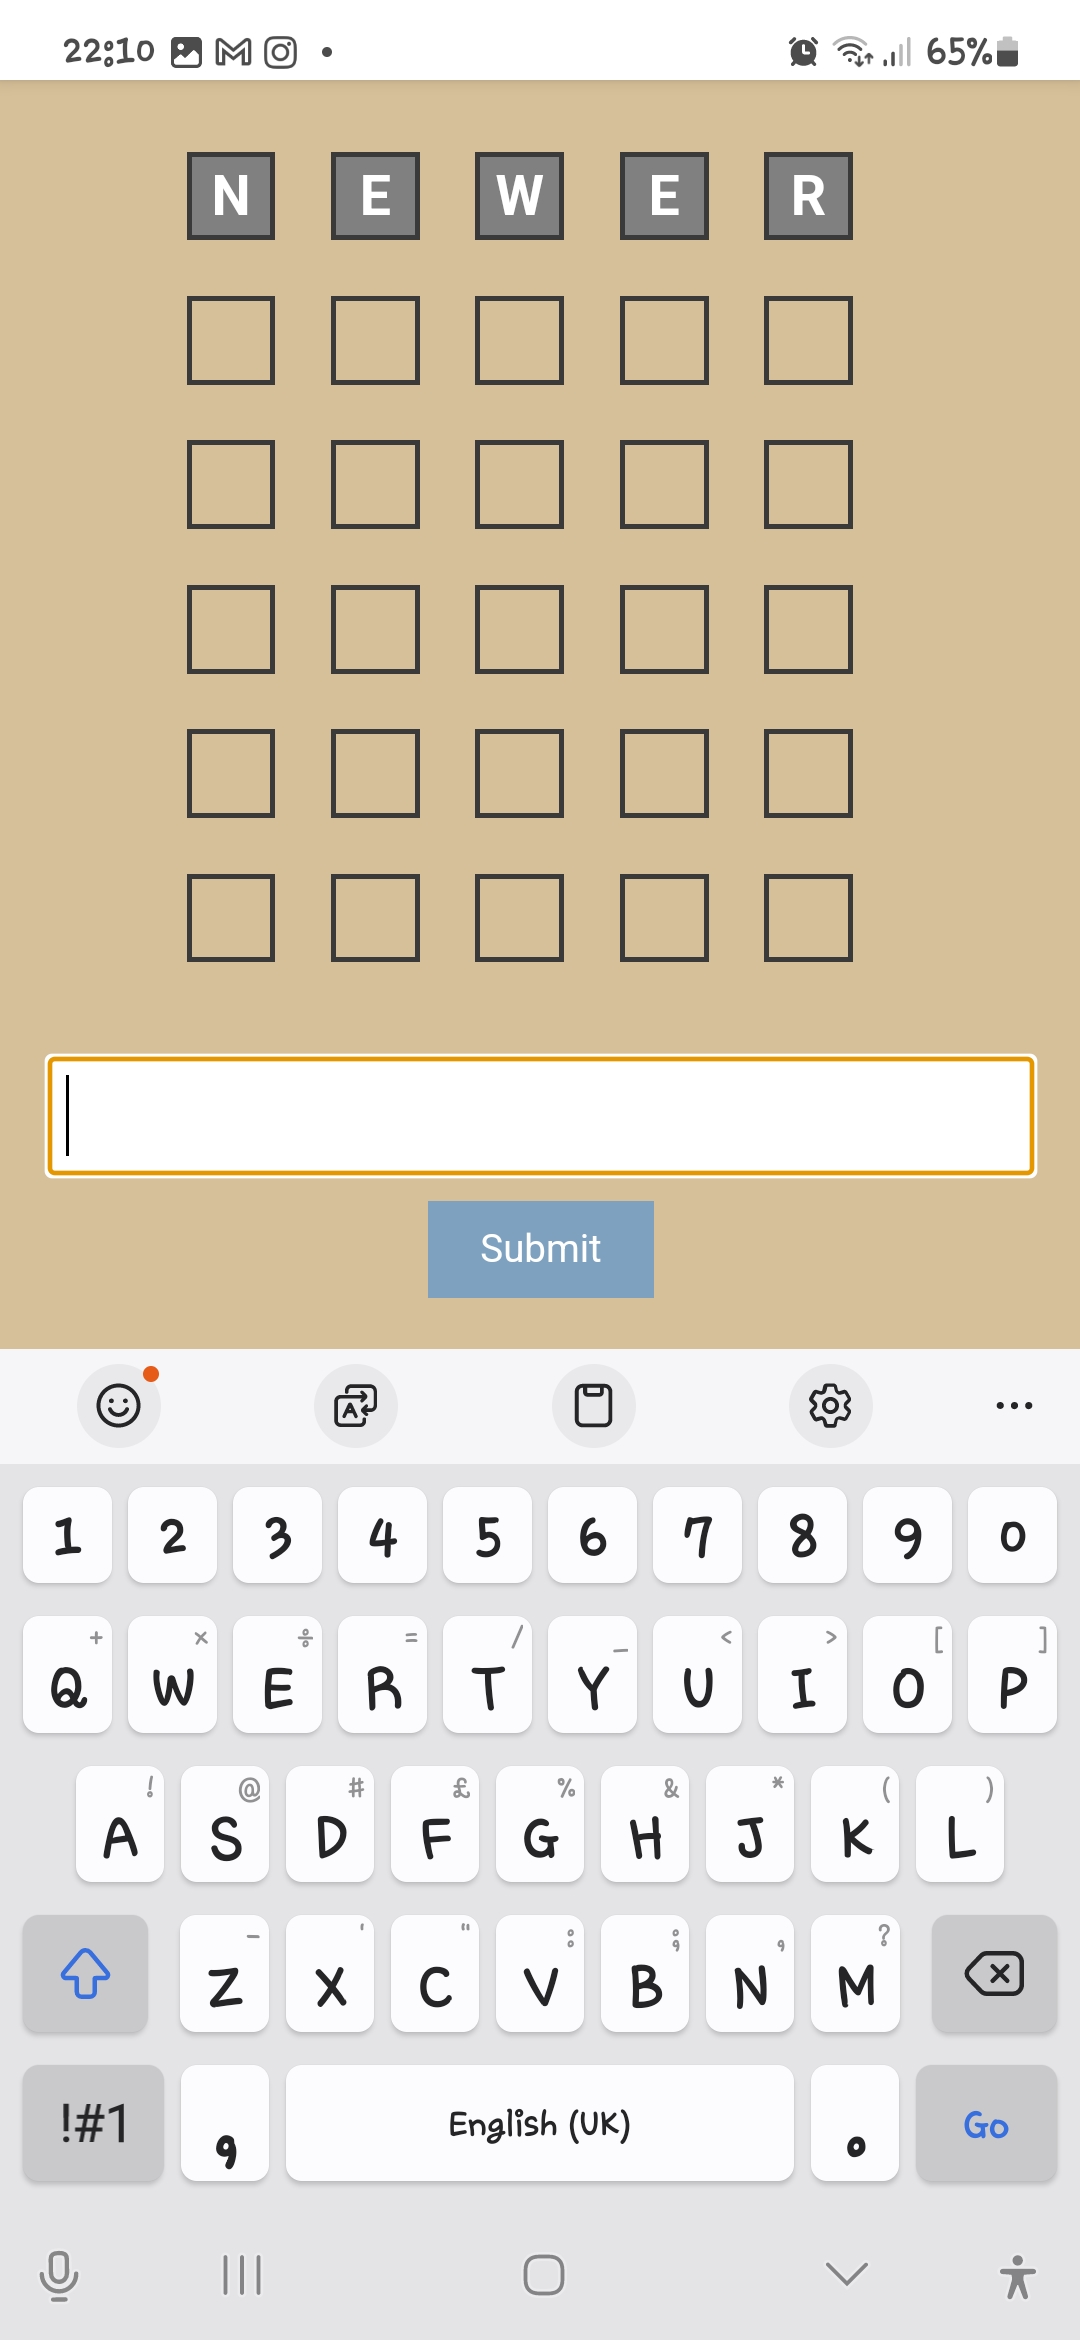 22:10 65%
N E W E R
Submit
1 2 3 4 5 6 7 8 9 0
+ × ÷ = / _ < > [ ]
Q W E R T Y U I O P
! @ # £ % & * ( )
A S D F G H J K L
- ' " : ; , ?
Z X C V B N M
!#1 , English (UK) . Go